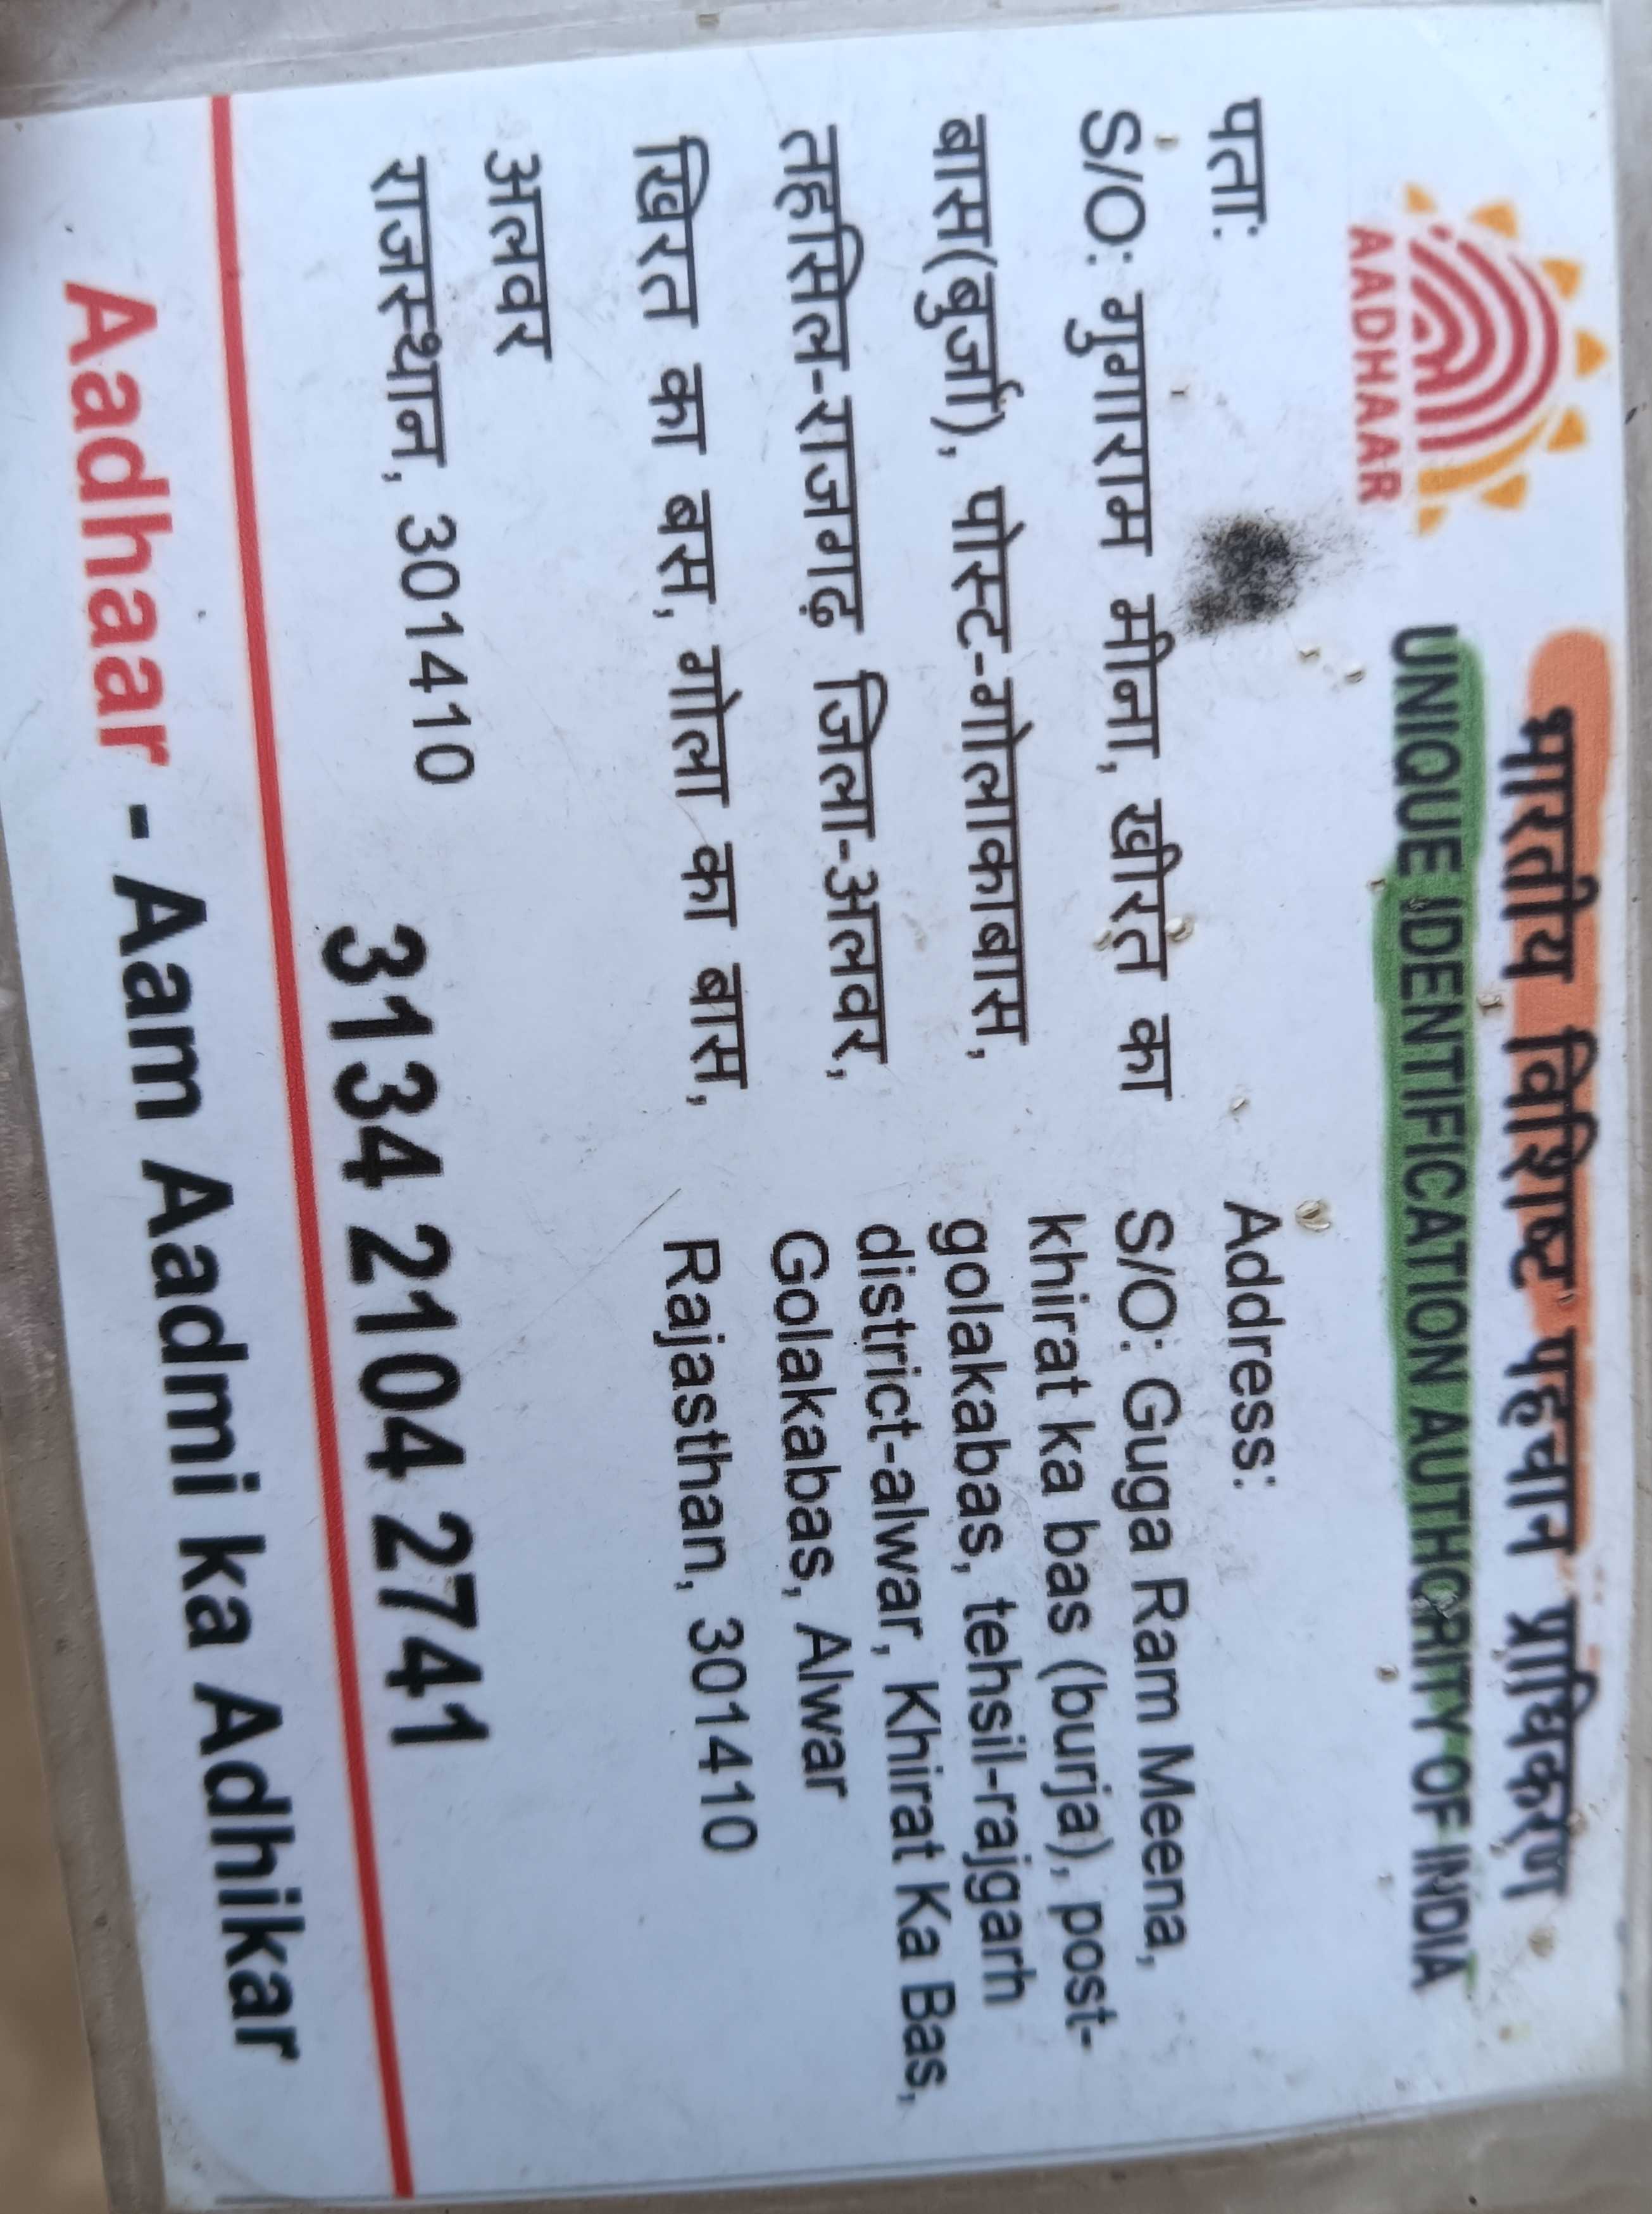 भारतीय विशिष्ट पहचान प्राधिकरण
UNIQUE IDENTIFICATION AUTHORITY OF INDIA
AADHAAR
पता:
S/O: गुगाराम मीना, खीरत का
बास(बुर्जा), पोस्ट-गोलाकाबास,
तहसिल-राजगढ़ जिला-अलवर,
खिरत का बस, गोला का बास,
अलवर
राजस्थान, 301410
Address:
S/O: Guga Ram Meena,
khirat ka bas (burja), post-
golakabas, tehsil-rajgarh
district-alwar, Khirat Ka Bas,
Golakabas, Alwar
Rajasthan, 301410
3134 2104 2741
Aadhaar - Aam Aadmi ka Adhikar